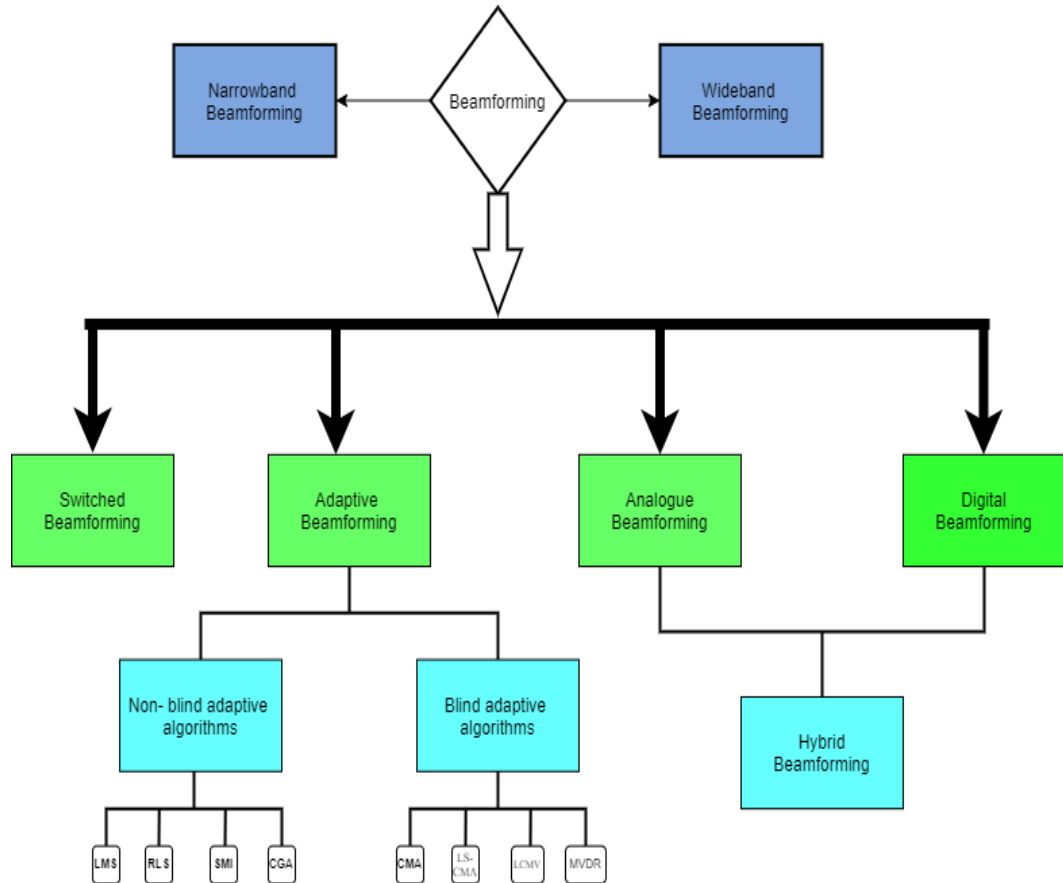 Narrowband
Beamforming
Beamforming
Wideband
Beamforming
Switched
Beamforming
Adaptive
Beamforming
Analogue
Beamforming
Digital
Beamforming
Non- blind adaptive
algorithms
Blind adaptive
algorithms
Hybrid
Beamforming
LMS
RLS
SMI
CGA
CMA
LS-
CMA
LCMV
MVDR